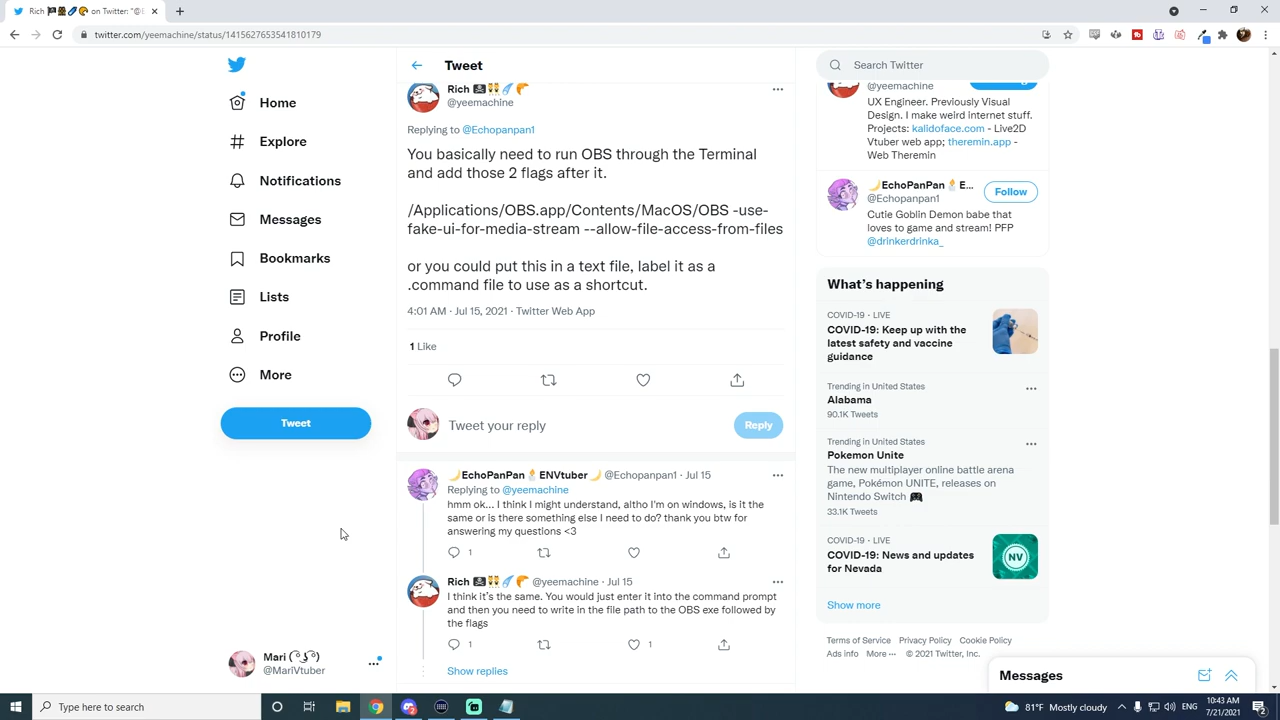 Rich on Twitter: "@E
twitter.com/yeemachine/status/1415627653541810179
Home
Explore
Notifications
Messages
Bookmarks
Lists
Profile
More
Tweet
Mari ( ͡° ͜ʖ ͡°)
@MariVtuber
Tweet
Rich
@yeemachine
Replying to @Echopanpan1
You basically need to run OBS through the Terminal
and add those 2 flags after it.
/Applications/OBS.app/Contents/MacOS/OBS -use-
fake-ui-for-media-stream --allow-file-access-from-files
or you could put this in a text file, label it as a
.command file to use as a shortcut.
4:01 AM · Jul 15, 2021 · Twitter Web App
1 Like
Tweet your reply
Reply
EchoPanPan ENVtuber @Echopanpan1 · Jul 15
Replying to @yeemachine
hmm ok... I think I might understand, altho I'm on windows, is it the
same or is there something else I need to do? thank you btw for
answering my questions <3
1
Rich @yeemachine · Jul 15
I think it's the same. You would just enter it into the command prompt
and then you need to write in the file path to the OBS exe followed by
the flags
1 1
Show replies
Search Twitter
@yeemachine
UX Engineer. Previously Visual
Design. I make weird internet stuff.
Projects: kalidoface.com - Live2D
Vtuber web app; theremin.app -
Web Theremin
EchoPanPan E...
@Echopanpan1
Follow
Cutie Goblin Demon babe that
loves to game and stream! PFP
@drinkerdrinka_
What's happening
COVID-19 · LIVE
COVID-19: Keep up with the
latest safety and vaccine
guidance
Trending in United States
Alabama
90.1K Tweets
Trending in United States
Pokemon Unite
The new multiplayer online battle arena
game, Pokémon UNITE, releases on
Nintendo Switch
33.1K Tweets
COVID-19 · LIVE
COVID-19: News and updates
for Nevada
NV
Show more
Terms of Service Privacy Policy Cookie Policy
Ads info More ··· © 2021 Twitter, Inc.
Messages
Type here to search
81°F Mostly cloudy
ENG
10:43 AM
7/21/2021
2